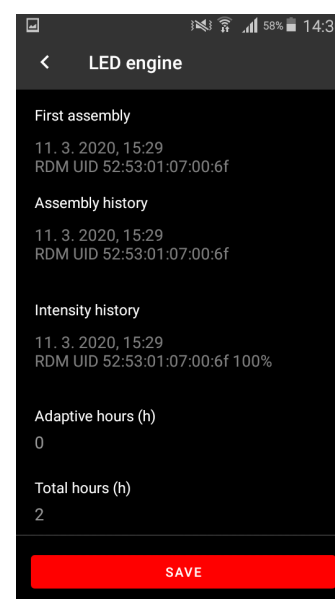 58% 14:3
LED engine
First assembly
11. 3. 2020, 15:29
RDM UID 52:53:01:07:00:6f
Assembly history
11. 3. 2020, 15:29
RDM UID 52:53:01:07:00:6f
Intensity history
11. 3. 2020, 15:29
RDM UID 52:53:01:07:00:6f 100%
Adaptive hours (h)
0
Total hours (h)
2
SAVE